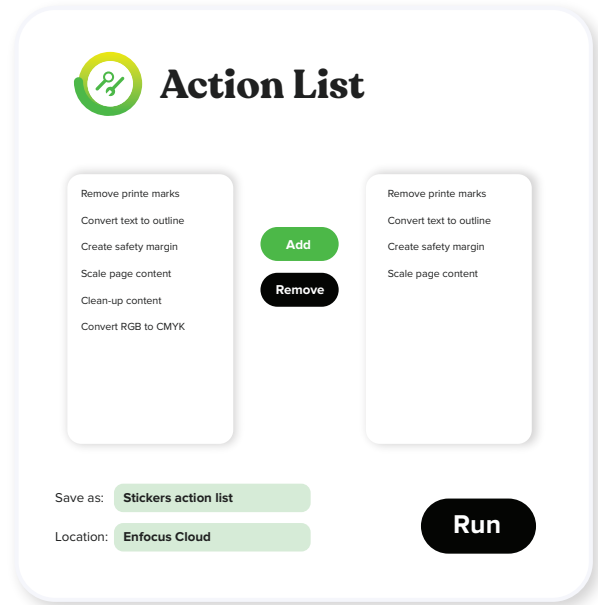 Action List
Remove printe marks
Convert text to outline
Create safety margin
Scale page content
Clean-up content
Convert RGB to CMYK
Add
Remove
Remove printe marks
Convert text to outline
Create safety margin
Scale page content
Save as: Stickers action list
Location: Enfocus Cloud
Run